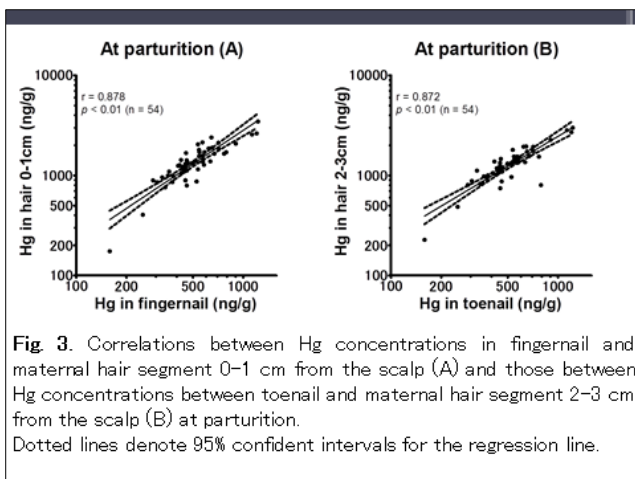 At parturition (A)
At parturition (B)
10000
r = 0.878
p < 0.01 (n = 54)
Hg in hair 0-1cm (ng/g)
1000
500
200
100
100
200
500
1000
Hg in fingernail (ng/g)
10000
r = 0.872
p < 0.01 (n = 54)
Hg in hair 2-3cm (ng/g)
1000
500
200
100
100
200
500
1000
Hg in toenail (ng/g)
Fig. 3. Correlations between Hg concentrations in fingernail and
maternal hair segment 0-1 cm from the scalp (A) and those between
Hg concentrations between toenail and maternal hair segment 2-3 cm
from the scalp (B) at parturition.
Dotted lines denote 95% confident intervals for the regression line.